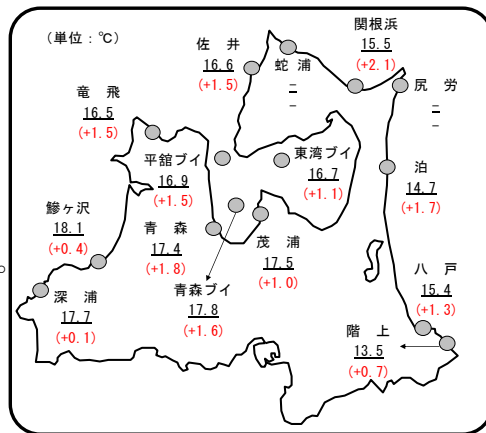 (単位：℃)
関根浜
15.5
(+2.1)
佐井
16.6
(+1.5)
蛇浦
－
－
尻労
－
－
竜飛
16.5
(+1.5)
平舘ブイ
16.9
(+1.5)
東湾ブイ
16.7
(+1.1)
泊
14.7
(+1.7)
鰺ヶ沢
18.1
(+0.4)
青森
17.4
(+1.8)
茂浦
17.5
(+1.0)
青森ブイ
17.8
(+1.6)
深浦
17.7
(+0.1)
八戸
15.4
(+1.3)
階上
13.5
(+0.7)